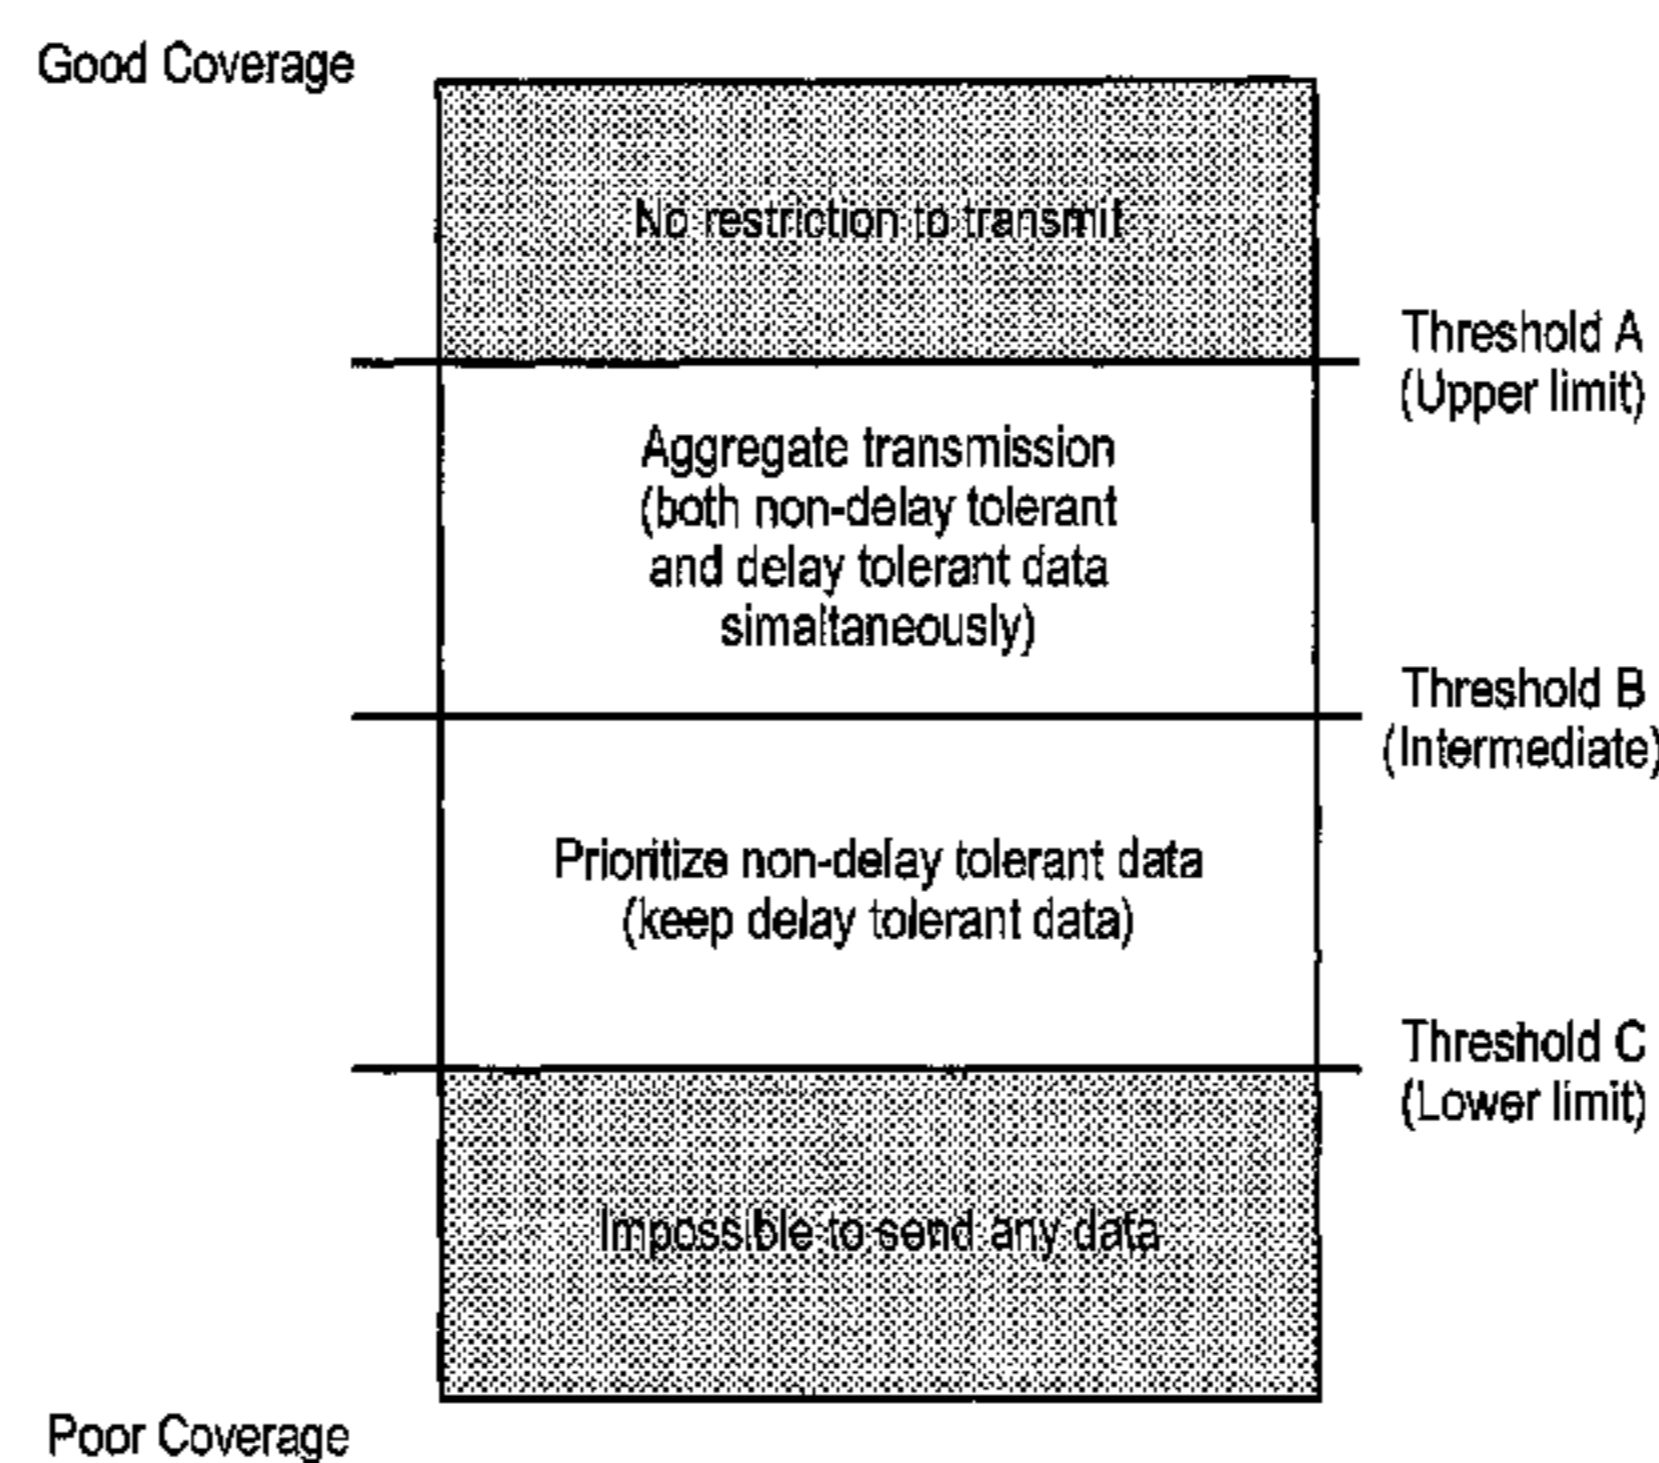 Good Coverage
No restriction to transmit
Threshold A
(Upper limit)
Aggregate transmission
(both non-delay tolerant
and delay tolerant data
simaltaneously)
Threshold B
(Intermediate)
Prioritize non-delay tolerant data
(keep delay tolerant data)
Threshold C
(Lower limit)
Impossible to send any data
Poor Coverage